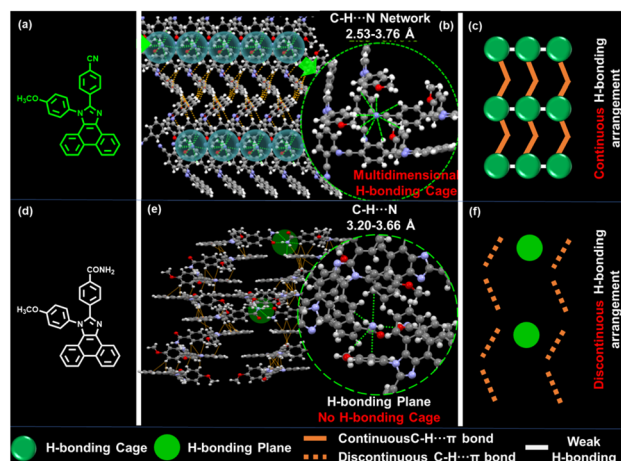 (a)
CN
H₃CO
N
N
C-H···N Network
2.53-3.76 Å
(b)
Multidimensional
H-bonding Cage
(c)
Continuous H-bonding
arrangement
(d)
CONH₂
H₃CO
N
N
(e)
C-H···N
3.20-3.66 Å
H-bonding Plane
No H-bonding Cage
(f)
Discontinuous H-bonding
arrangement
H-bonding Cage
H-bonding Plane
ContinuousC-H···π bond
Discontinuous C-H···π bond
Weak
H-bonding